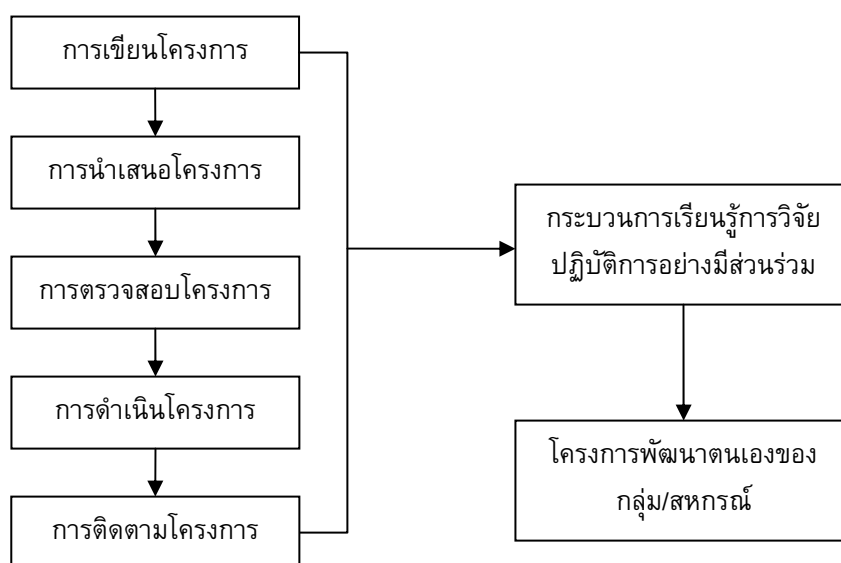 การเขียนโครงการ
การนำเสนอโครงการ
การตรวจสอบโครงการ
การดำเนินโครงการ
การติดตามโครงการ
กระบวนการเรียนรู้การวิจัย
ปฏิบัติการอย่างมีส่วนร่วม
โครงการพัฒนาตนเองของ
กลุ่ม/สหกรณ์